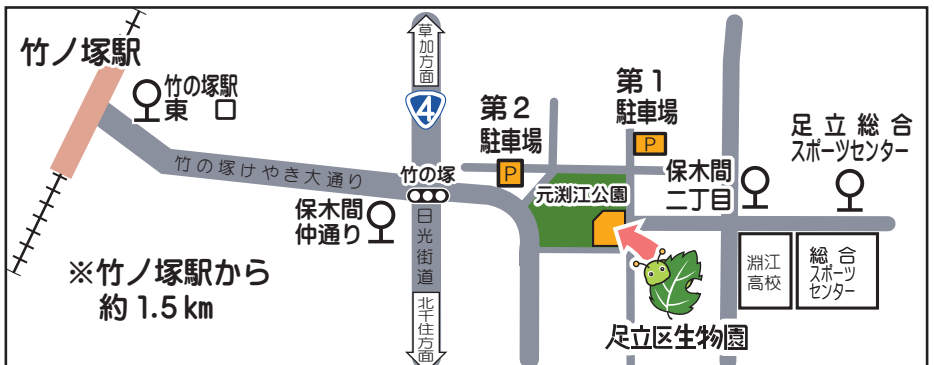 竹ノ塚駅
竹の塚駅
東 口
竹の塚けやき大通り
※竹ノ塚駅から
約1.5km
草加方面
4
竹の塚
保木間
仲通り
日光街道
北千住方面
第2
駐車場
P
第1
駐車場
P
元渕江公園
保木間
二丁目
足立総合
スポーツセンター
淵江
高校
総合
スポーツ
センター
足立区生物園